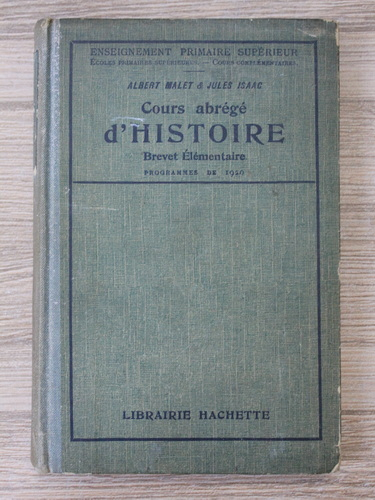 ENSEIGNEMENT PRIMAIRE SUPÉRIEUR
ÉCOLES PRIMAIRES SUPÉRIEURES. — COURS COMPLÉMENTAIRES.
ALBERT MALET & JULES ISAAC
Cours abrégé
d'HISTOIRE
Brevet Élémentaire
PROGRAMMES DE 1920
LIBRAIRIE HACHETTE